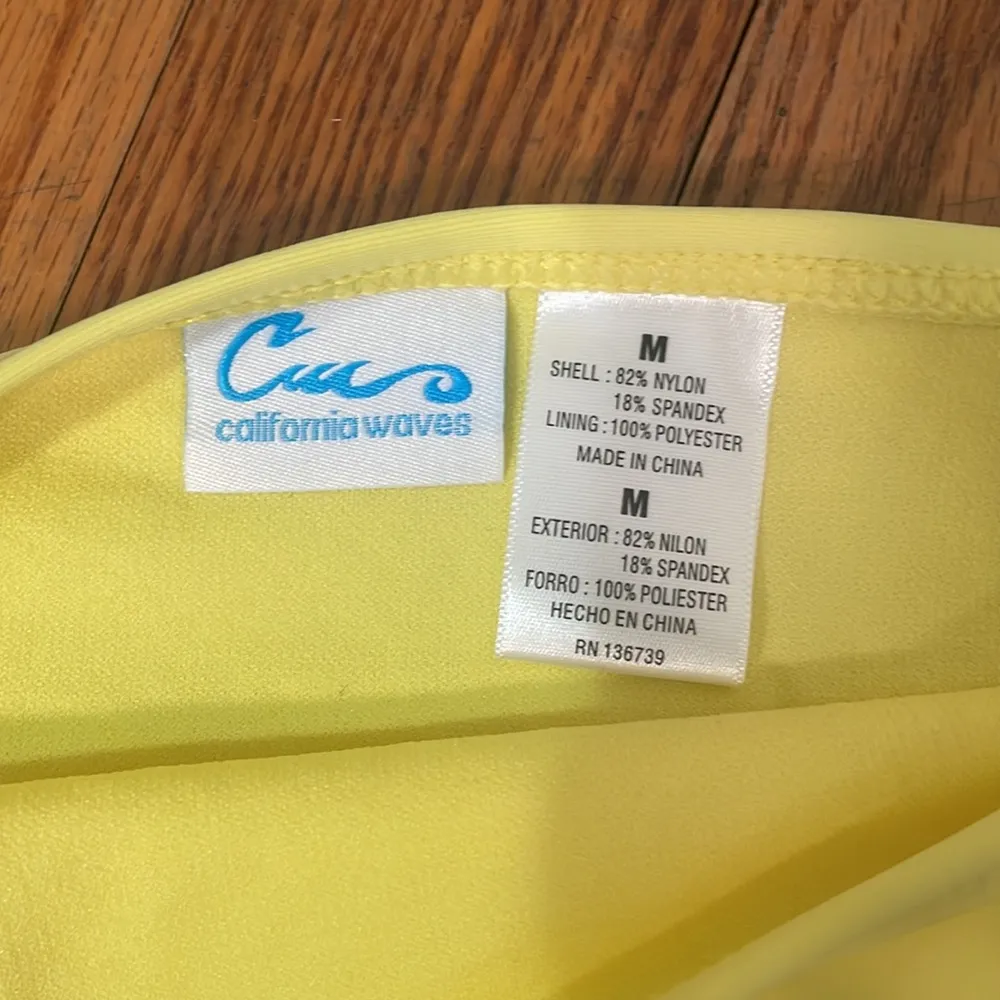 california waves
M
SHELL : 82% NYLON
18% SPANDEX
LINING : 100% POLYESTER
MADE IN CHINA
M
EXTERIOR : 82% NILON
18% SPANDEX
FORRO : 100% POLIESTER
HECHO EN CHINA
RN 136739